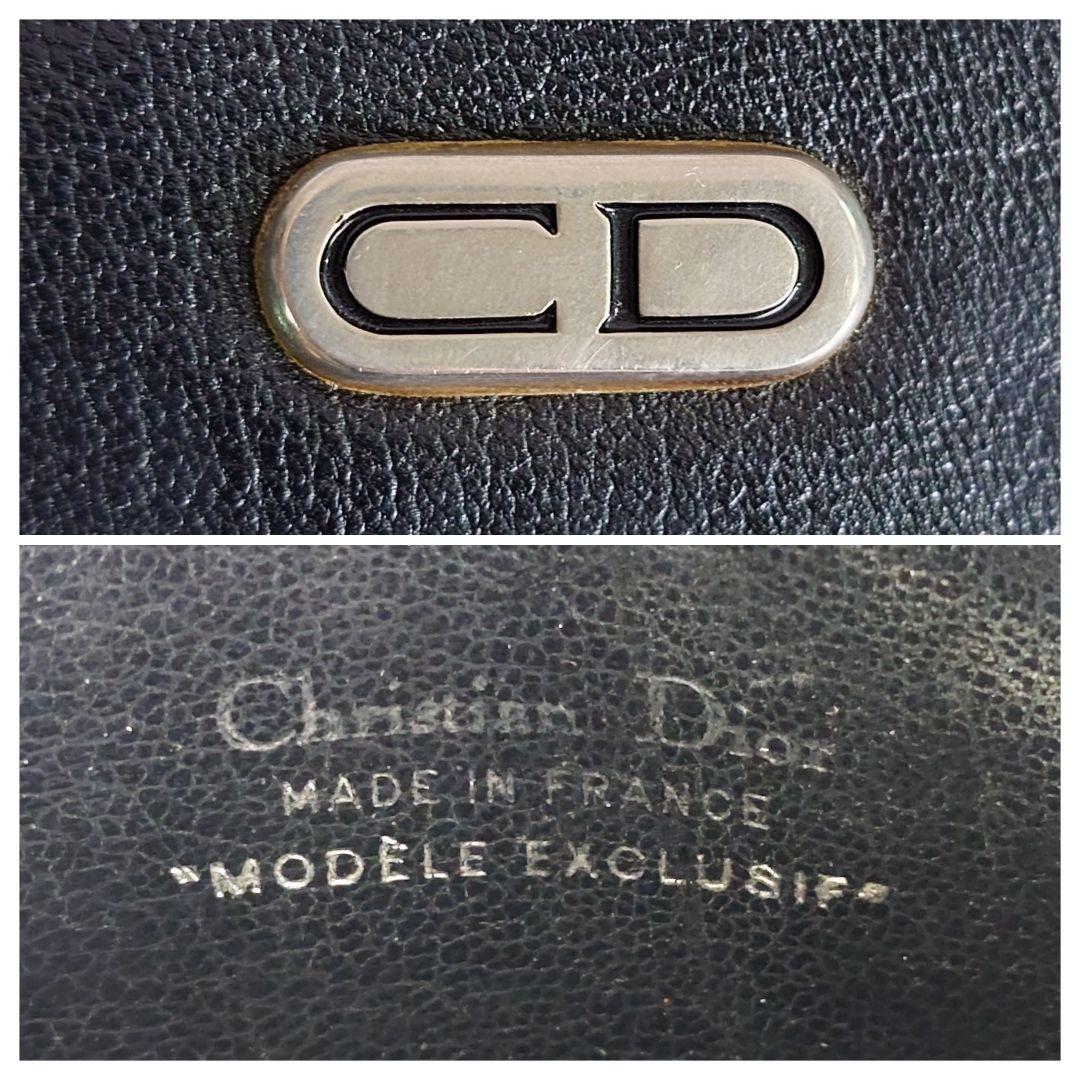 CD
Christian Dior
MADE IN FRANCE
"MODÈLE EXCLUSIF"